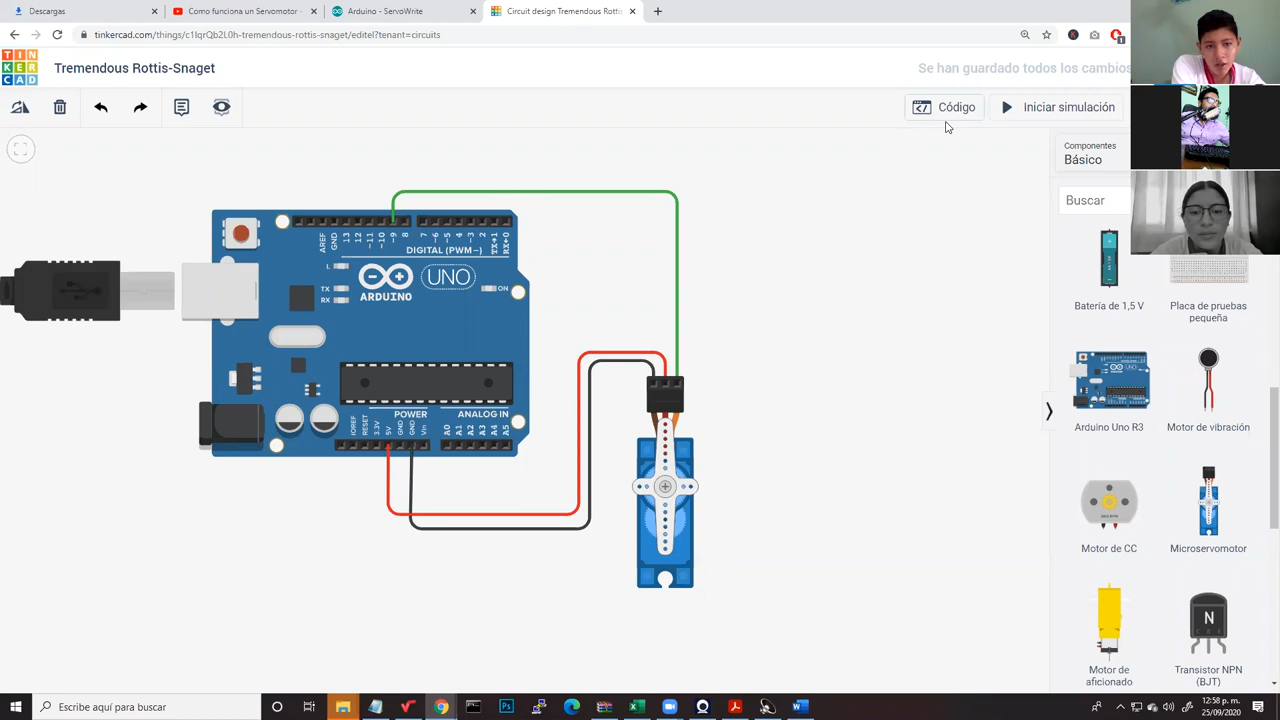 Descargas
Como funciona un Servomotor -
Arduino - ServoWrite
Circuit design Tremendous Rottis
tinkercad.com/things/c1IqrQb2L0h-tremendous-rottis-snaget/editel?tenant=circuits
TIN
KER
CAD
Tremendous Rottis-Snaget
Se han guardado todos los cambios
Código
Iniciar simulación
Componentes
Básico
Buscar
AREF
GND
13
12
~11
~10
~9
8
7
~6
~5
4
~3
2
TX→1
RX←0
DIGITAL (PWM~)
L
TX
RX
UNO
ARDUINO
ON
POWER
ANALOG IN
IOREF
RESET
3.3V
5V
GND
GND
Vin
A0
A1
A2
A3
A4
A5
Batería de 1,5 V
Placa de pruebas
pequeña
Arduino Uno R3
Motor de vibración
Motor de CC
Microservomotor
N
Motor de
aficionado
Transistor NPN
(BJT)
Escribe aquí para buscar
12:58 p. m.
25/09/2020